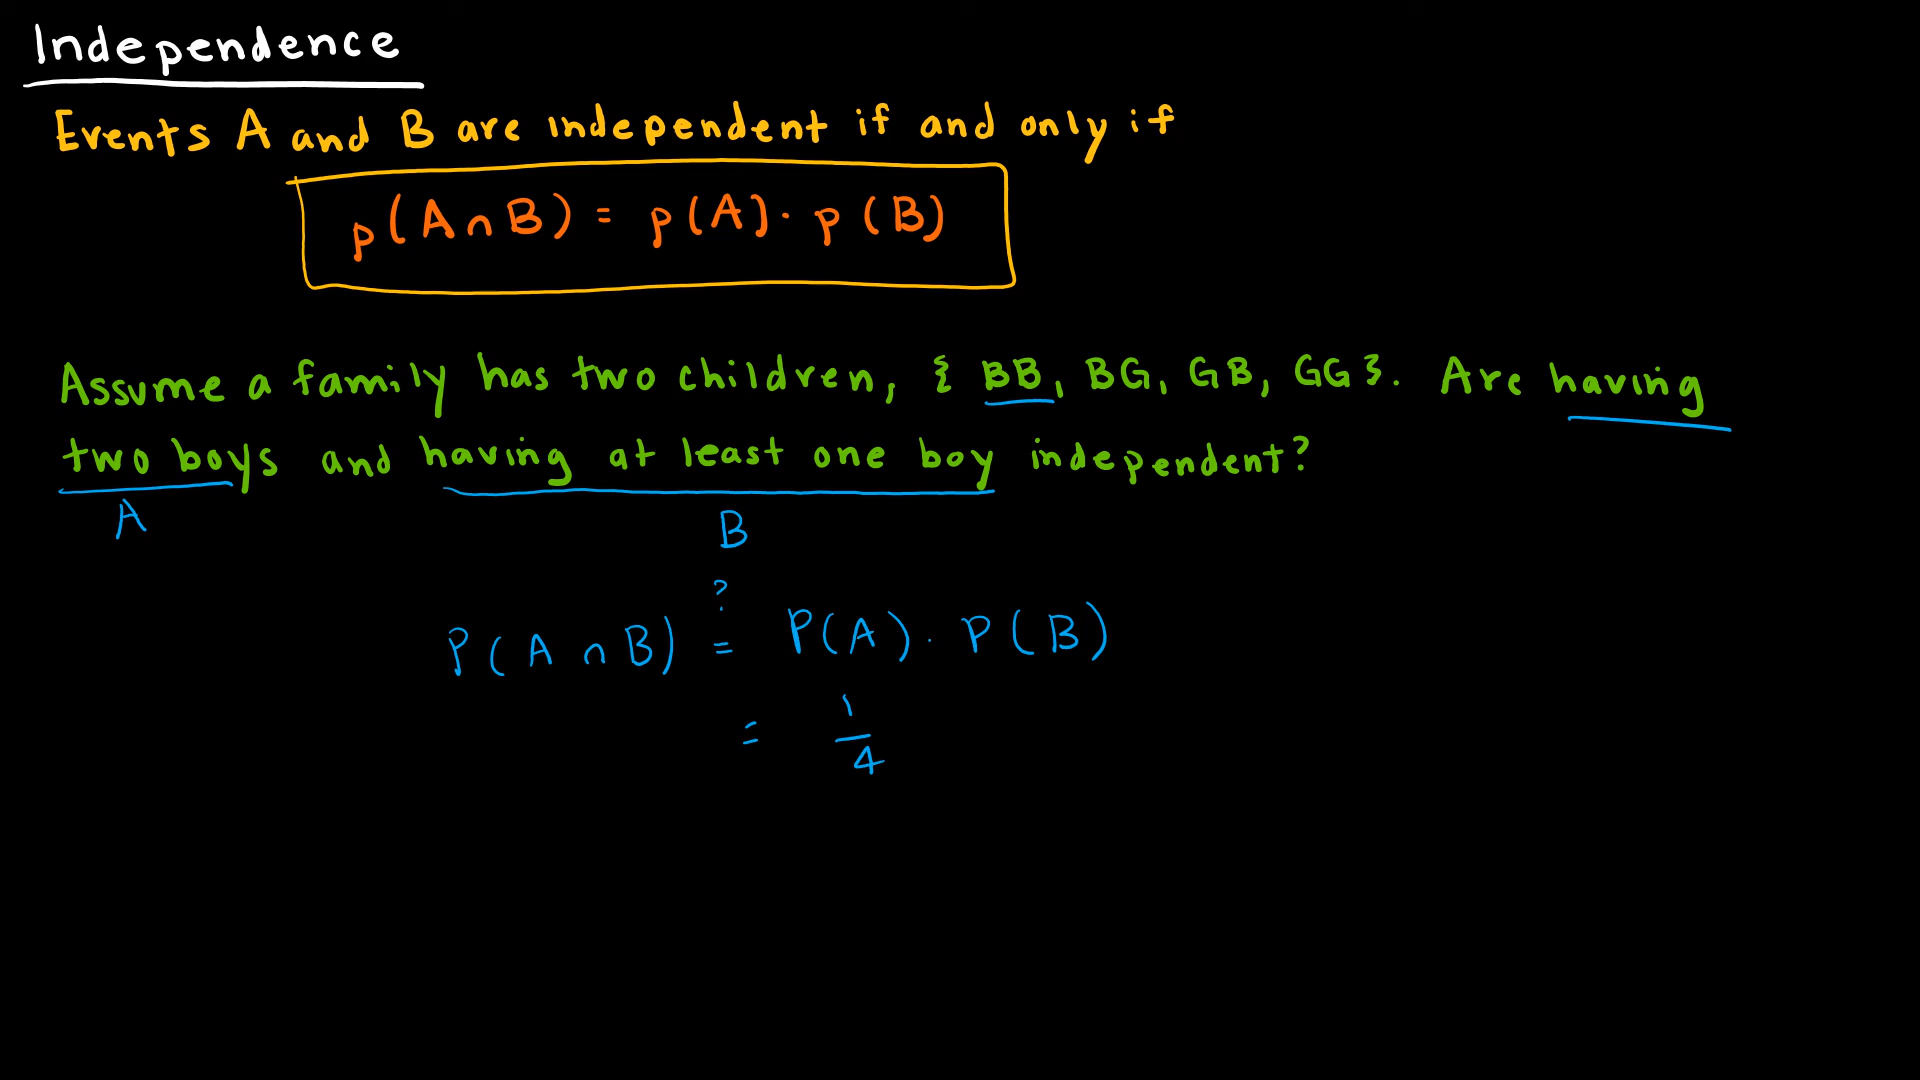 Independence
Events A and B are independent if and only if
p(A∩B) = p(A)·p(B)
Assume a family has two children, { BB, BG, GB, GG }. Are having
two boys and having at least one boy independent?
A B
?
P(A∩B) = P(A)·P(B)
= 1/4